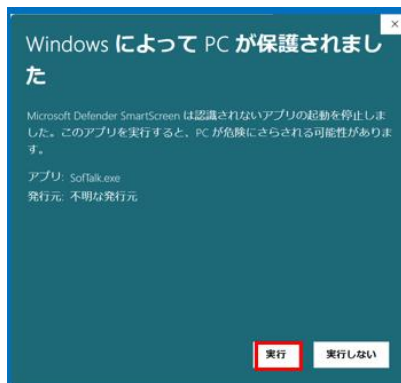 Windows によって PC が保護されまし
た
Microsoft Defender SmartScreen は認識されないアプリの起動を停止しま
した。このアプリを実行すると、PC が危険にさらされる可能性がありま
す。
アプリ: SofTalk.exe
発行元: 不明な発行元
実行 実行しない